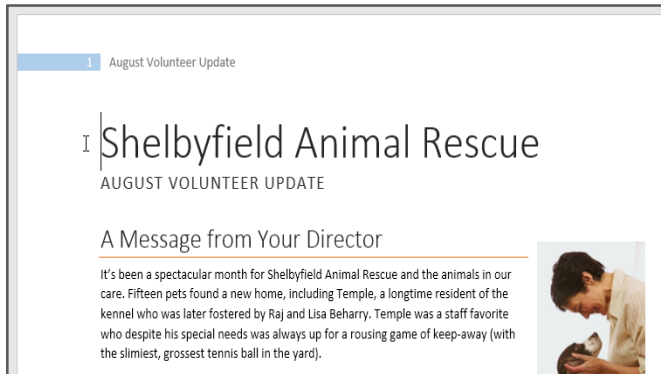 1 August Volunteer Update
Shelbyfield Animal Rescue
AUGUST VOLUNTEER UPDATE
A Message from Your Director
It's been a spectacular month for Shelbyfield Animal Rescue and the animals in our
care. Fifteen pets found a new home, including Temple, a longtime resident of the
kennel who was later fostered by Raj and Lisa Beharry. Temple was a staff favorite
who despite his special needs was always up for a rousing game of keep-away (with
the slimiest, grossest tennis ball in the yard).